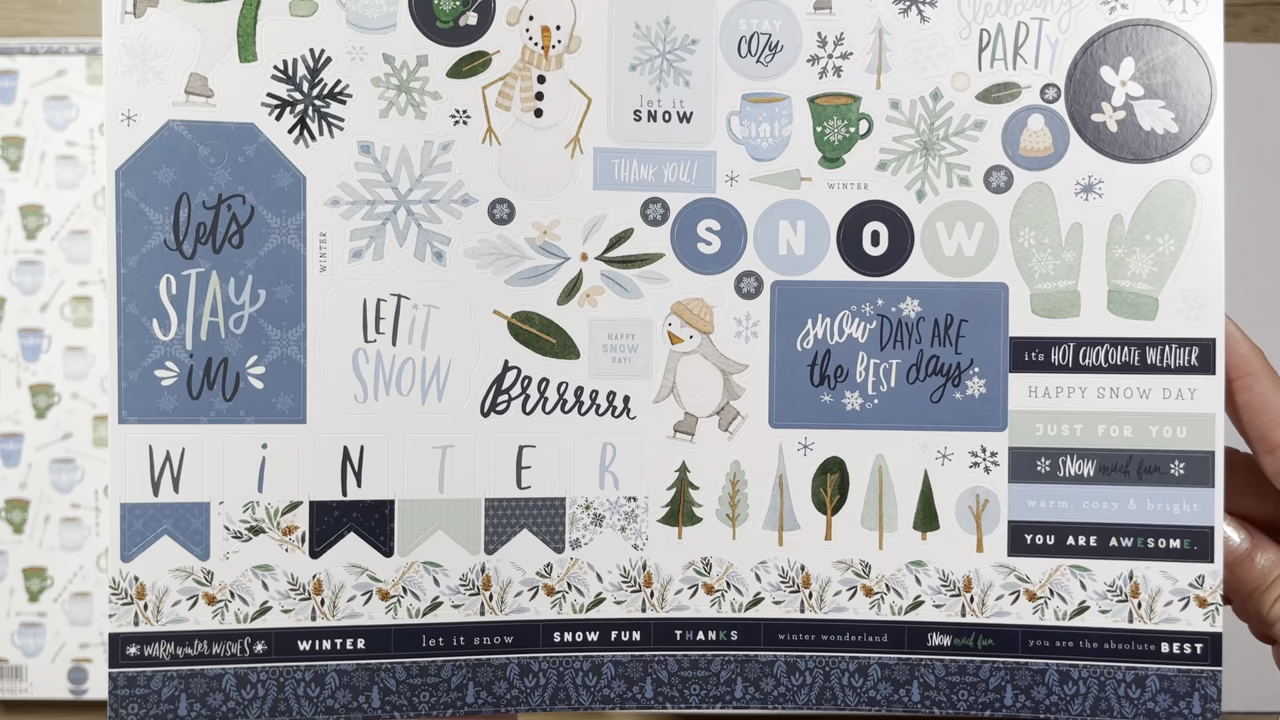 Sledding
PARTY
STAY
COZY
let it
SNOW
THANK YOU!
WINTER
SNOW
let's
STAY
in
WINTER
LET iT
SNOW
HAPPY
SNOW
DAY!
Brrrrrrr
snow DAYS ARE
the BEST days
it's HOT CHOCOLATE WEATHER
HAPPY SNOW DAY
JUST FOR YOU
SNOW much fun
warm, cozy & bright
YOU ARE AWESOME.
WiNTER
WARM winter WISHES
WINTER
let it snow
SNOW FUN
THANKS
winter wonderland
SNOW much fun
you are the absolute BEST